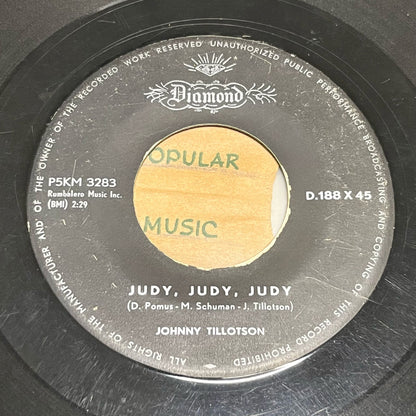 ALL RIGHTS OF THE MANUFACTURER AND OF THE OWNER OF THE RECORDED WORK RESERVED UNAUTHORIZED PUBLIC PERFORMANCE BROADCASTING AND COPYING OF THIS RECORD PROHIBITED
Diamond
P5KM 3283
Rambalero Music Inc.
(BMI) 2:29
D.188 X 45
OPULAR
MUSIC
JUDY, JUDY, JUDY
(D. Pomus - M. Schuman - J. Tillotson)
JOHNNY TILLOTSON